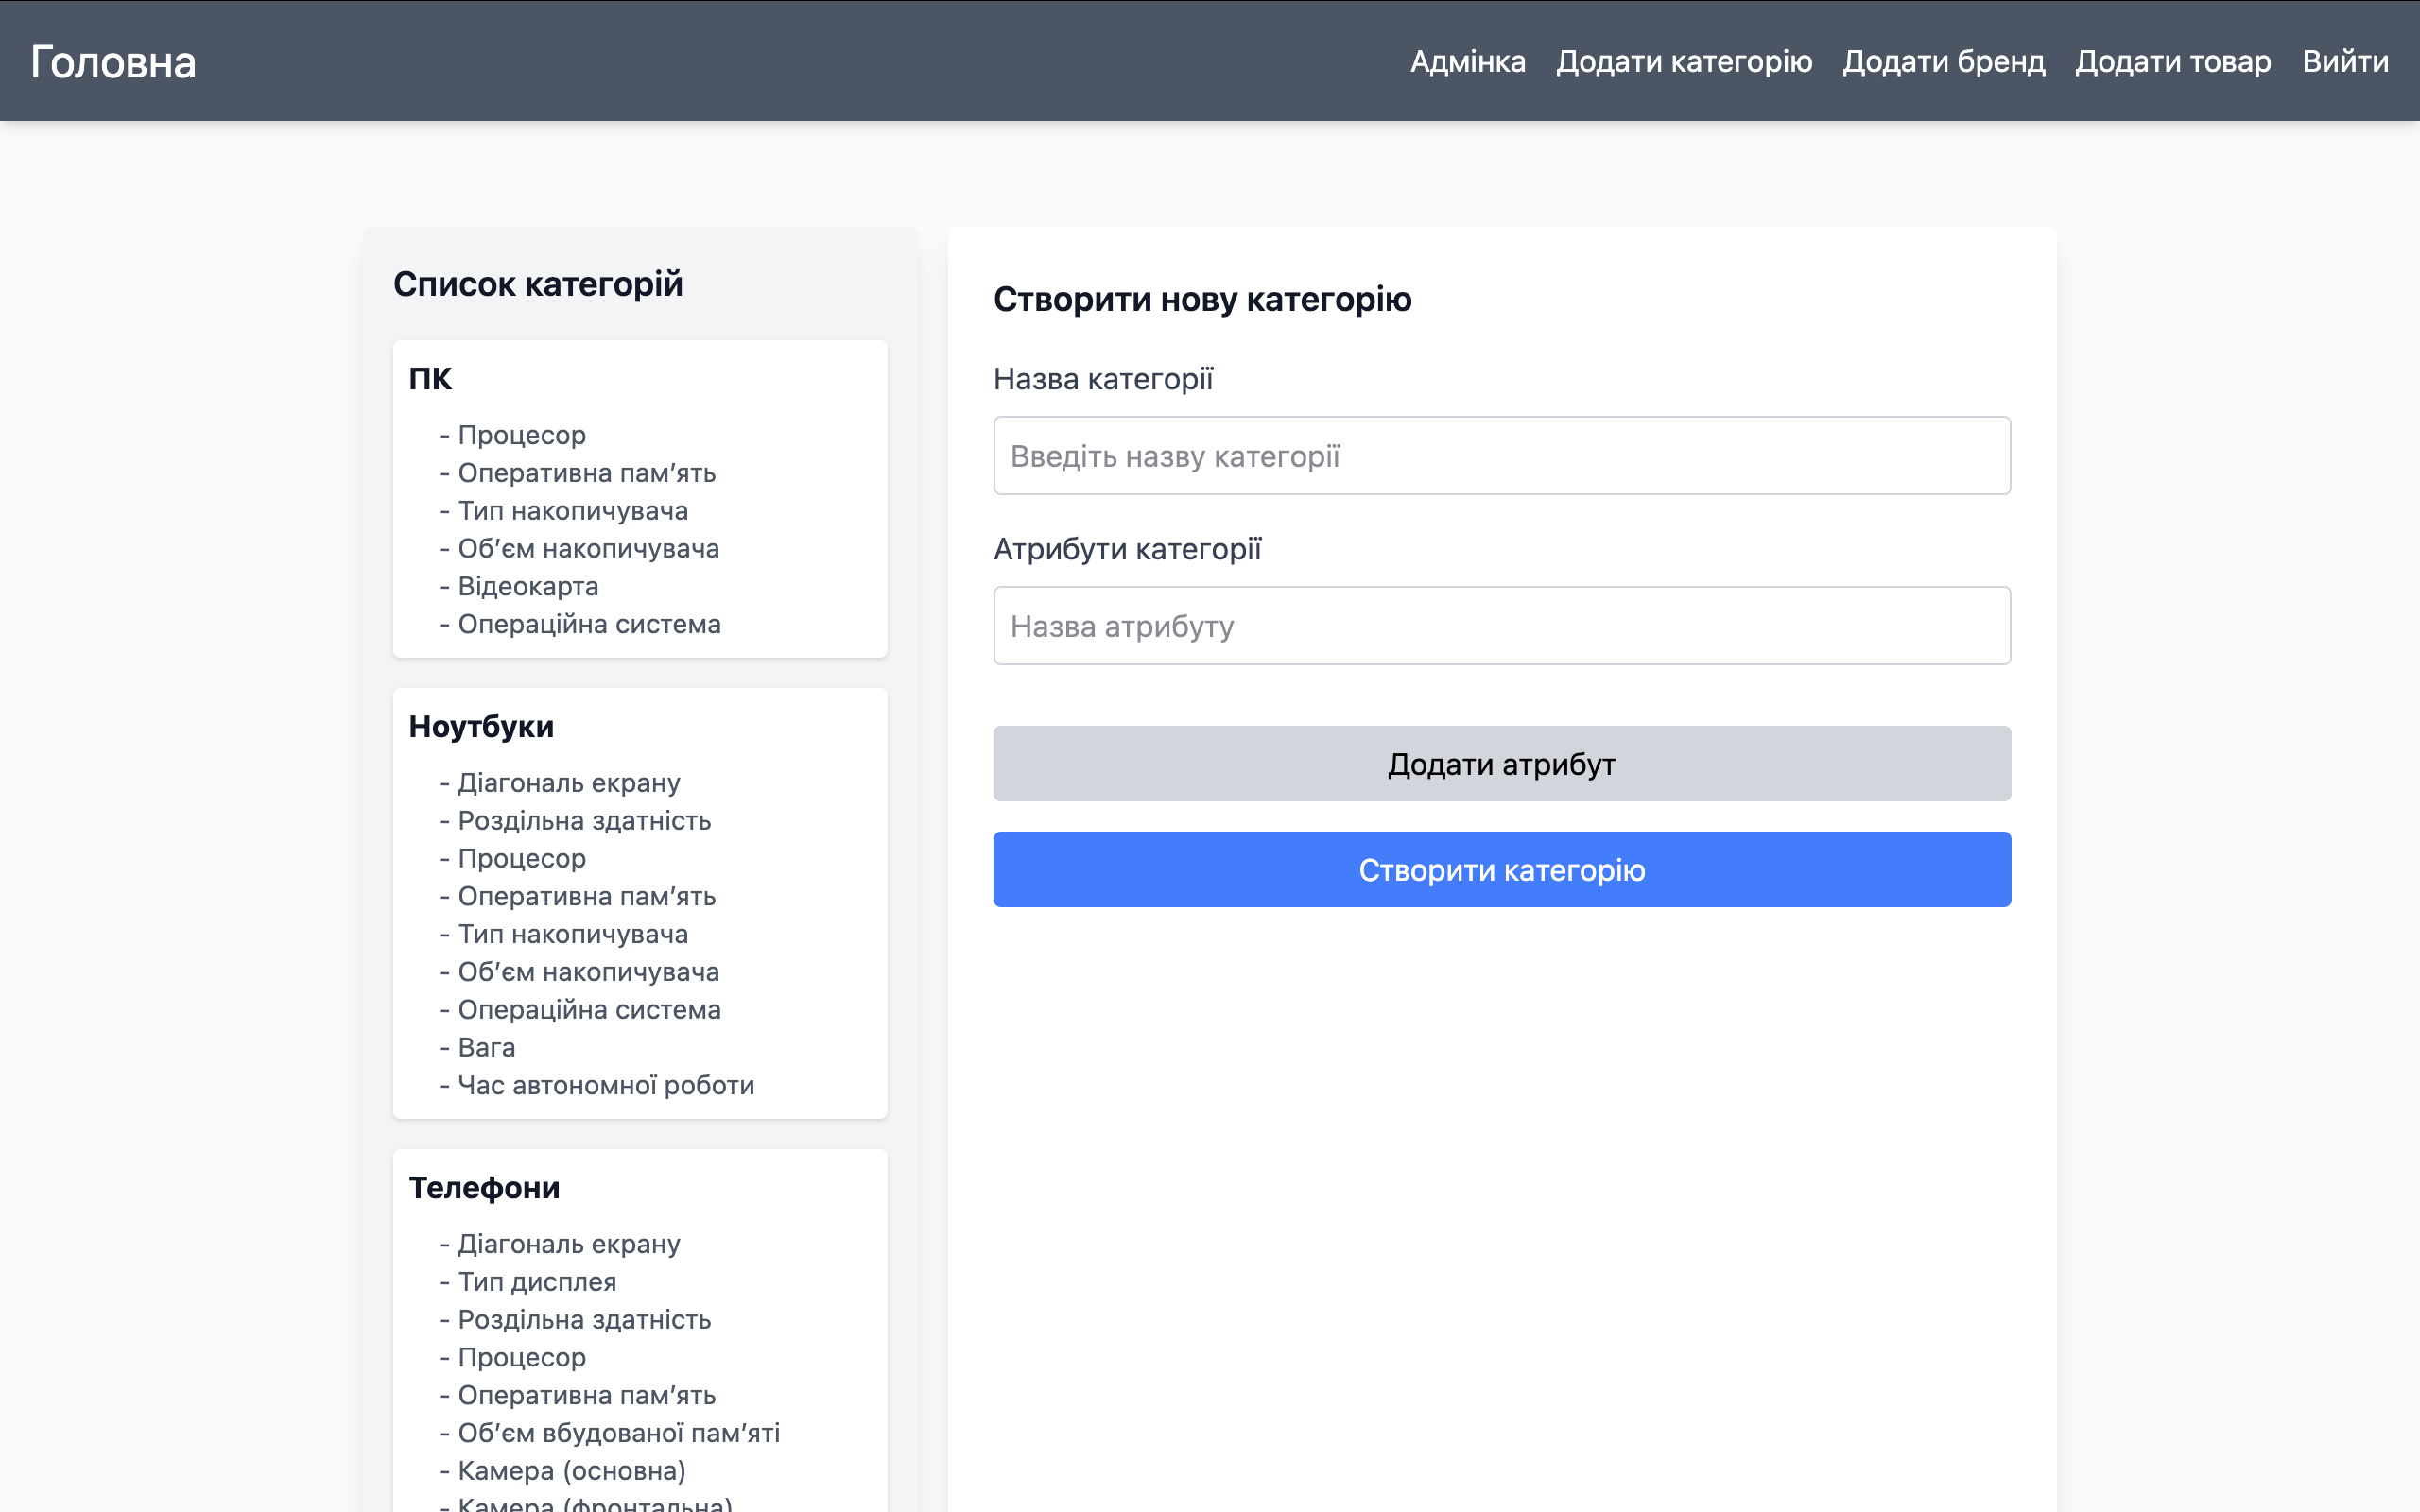 Головна
Адмінка Додати категорію Додати бренд Додати товар Вийти
Список категорій
ПК
- Процесор
- Оперативна пам’ять
- Тип накопичувача
- Об’єм накопичувача
- Відеокарта
- Операційна система
Ноутбуки
- Діагональ екрану
- Роздільна здатність
- Процесор
- Оперативна пам’ять
- Тип накопичувача
- Об’єм накопичувача
- Операційна система
- Вага
- Час автономної роботи
Телефони
- Діагональ екрану
- Тип дисплея
- Роздільна здатність
- Процесор
- Оперативна пам’ять
- Об’єм вбудованої пам’яті
- Камера (основна)
- Камера (фронтальна)
Створити нову категорію
Назва категорії
Введіть назву категорії
Атрибути категорії
Назва атрибуту
Додати атрибут
Створити категорію